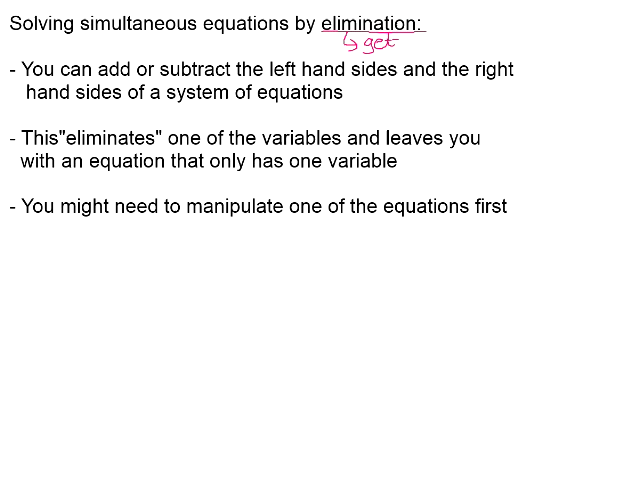 Solving simultaneous equations by elimination:
↳ get
- You can add or subtract the left hand sides and the right
hand sides of a system of equations
- This"eliminates" one of the variables and leaves you
with an equation that only has one variable
- You might need to manipulate one of the equations first